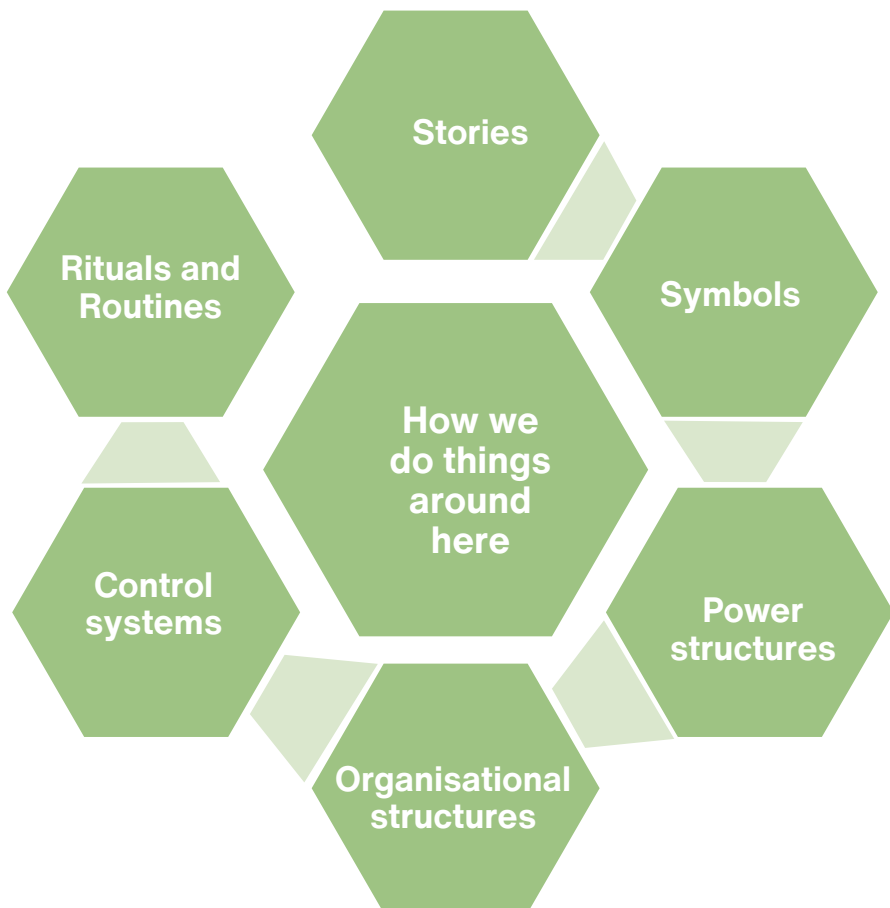 Stories
Rituals and
Routines
Symbols
How we
do things
around
here
Control
systems
Power
structures
Organisational
structures